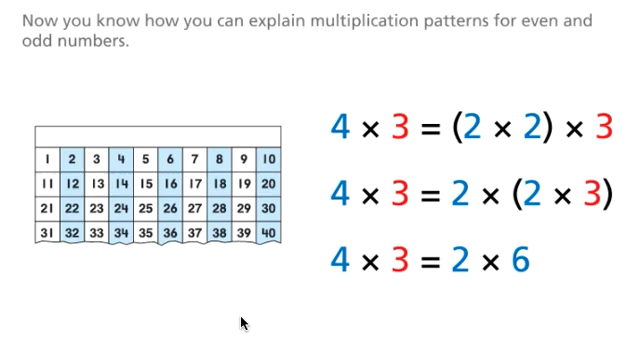 Now you know how you can explain multiplication patterns for even and
odd numbers.
1 2 3 4 5 6 7 8 9 10
11 12 13 14 15 16 17 18 19 20
21 22 23 24 25 26 27 28 29 30
31 32 33 34 35 36 37 38 39 40
4 × 3 = (2 × 2) × 3
4 × 3 = 2 × (2 × 3)
4 × 3 = 2 × 6